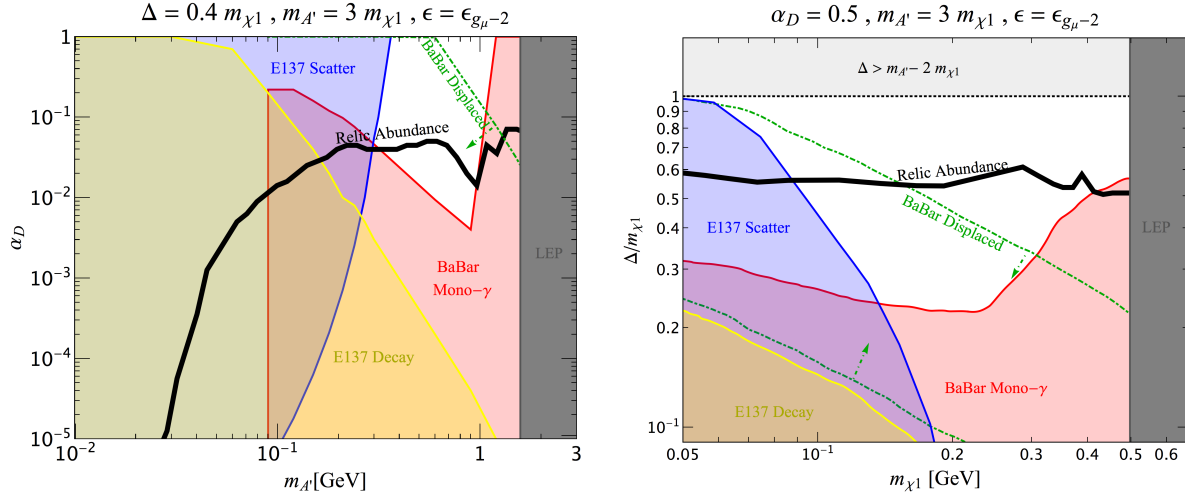 Δ = 0.4 m_χ1 , m_A' = 3 m_χ1 , ϵ = ϵ_gμ−2
1
10^-1
10^-2
10^-3
10^-4
10^-5
α_D
E137 Scatter
BaBar Displaced
Relic Abundance
BaBar
Mono−γ
LEP
E137 Decay
10^-2
10^-1
1
3
m_A'[GeV]
α_D = 0.5 , m_A' = 3 m_χ1 , ϵ = ϵ_gμ−2
Δ > m_A' − 2 m_χ1
1
0.9
0.8
0.7
0.6
0.5
0.4
0.3
0.2
10^-1
Δ/m_χ1
Relic Abundance
E137 Scatter
BaBar Displaced
LEP
BaBar Mono−γ
E137 Decay
0.05
10^-1
0.2
0.3
0.4
0.5
0.6
m_χ1 [GeV]